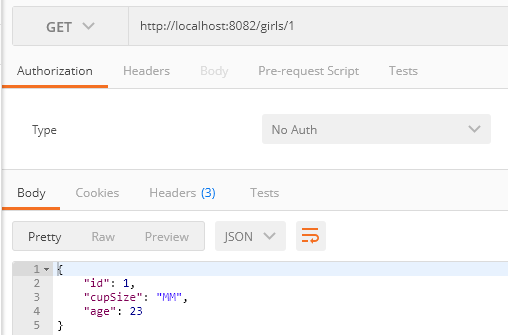 GET http://localhost:8082/girls/1
Authorization Headers Body Pre-request Script Tests
Type No Auth
Body Cookies Headers (3) Tests
Pretty Raw Preview JSON
1 {
2 "id": 1,
3 "cupSize": "MM",
4 "age": 23
5 }